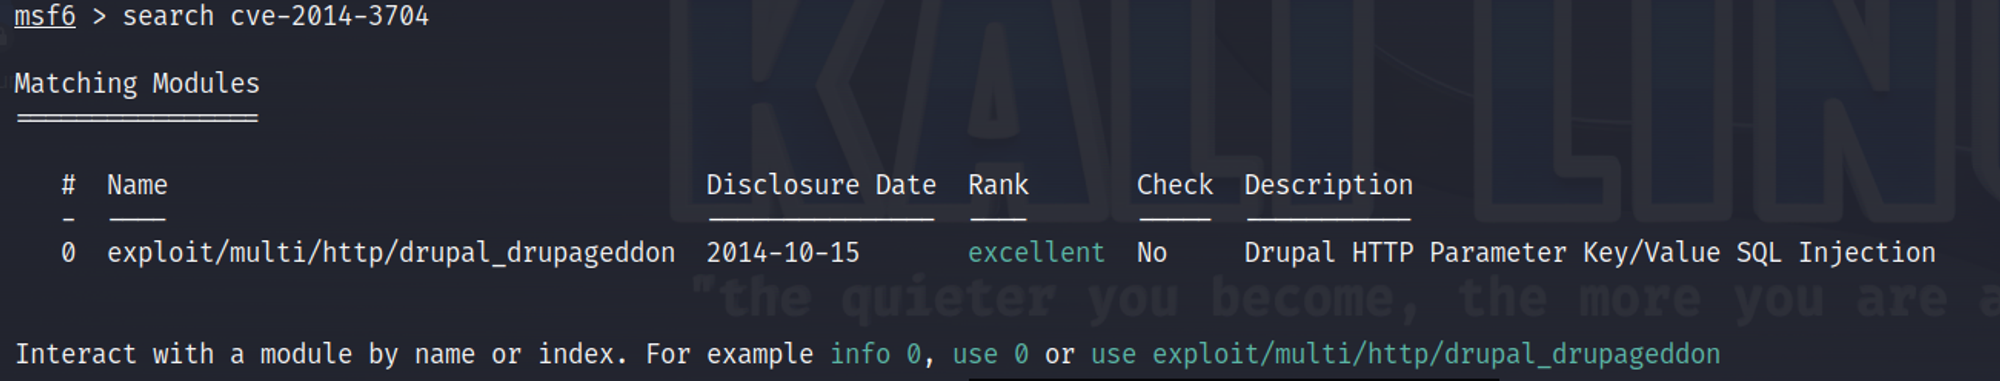 msf6 > search cve-2014-3704
Matching Modules
================
# Name Disclosure Date Rank Check Description
- ---- --------------- ---- ----- -----------
0 exploit/multi/http/drupal_drupageddon 2014-10-15 excellent No Drupal HTTP Parameter Key/Value SQL Injection
Interact with a module by name or index. For example info 0, use 0 or use exploit/multi/http/drupal_drupageddon
KALI LIN
"the quieter you become, the more you are a